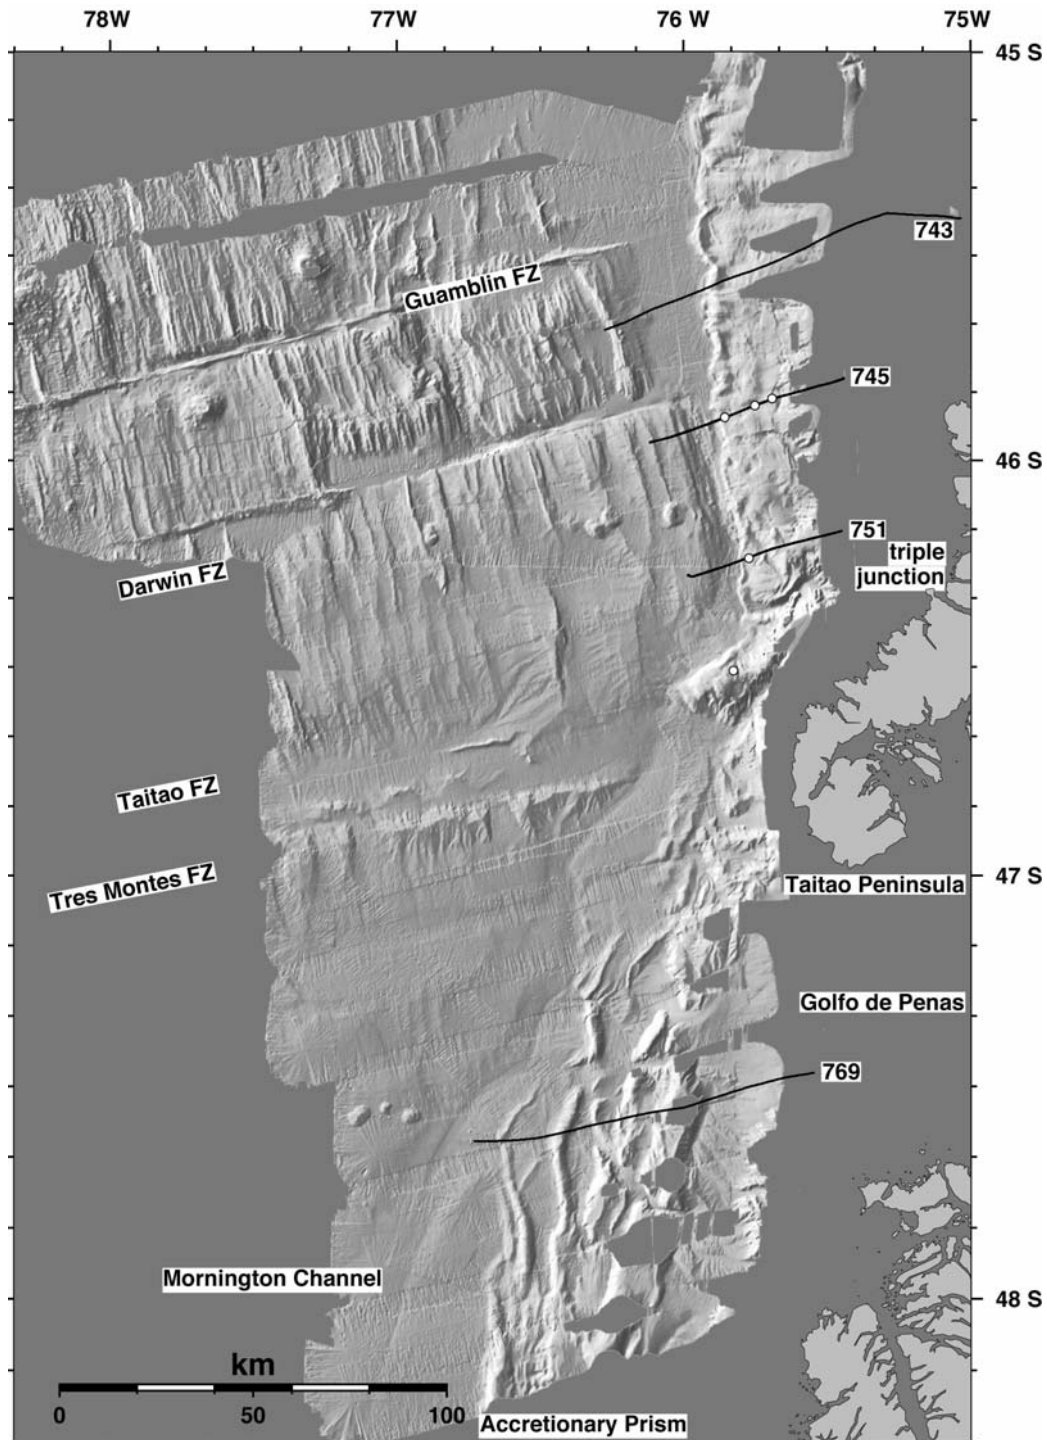 78W 77W 76 W 75W
45 S
743
Guamblin FZ
745
46 S
751
triple
junction
Darwin FZ
Taitao FZ
Tres Montes FZ
47 S
Taitao Peninsula
Golfo de Penas
769
Mornington Channel
48 S
km
0 50 100
Accretionary Prism